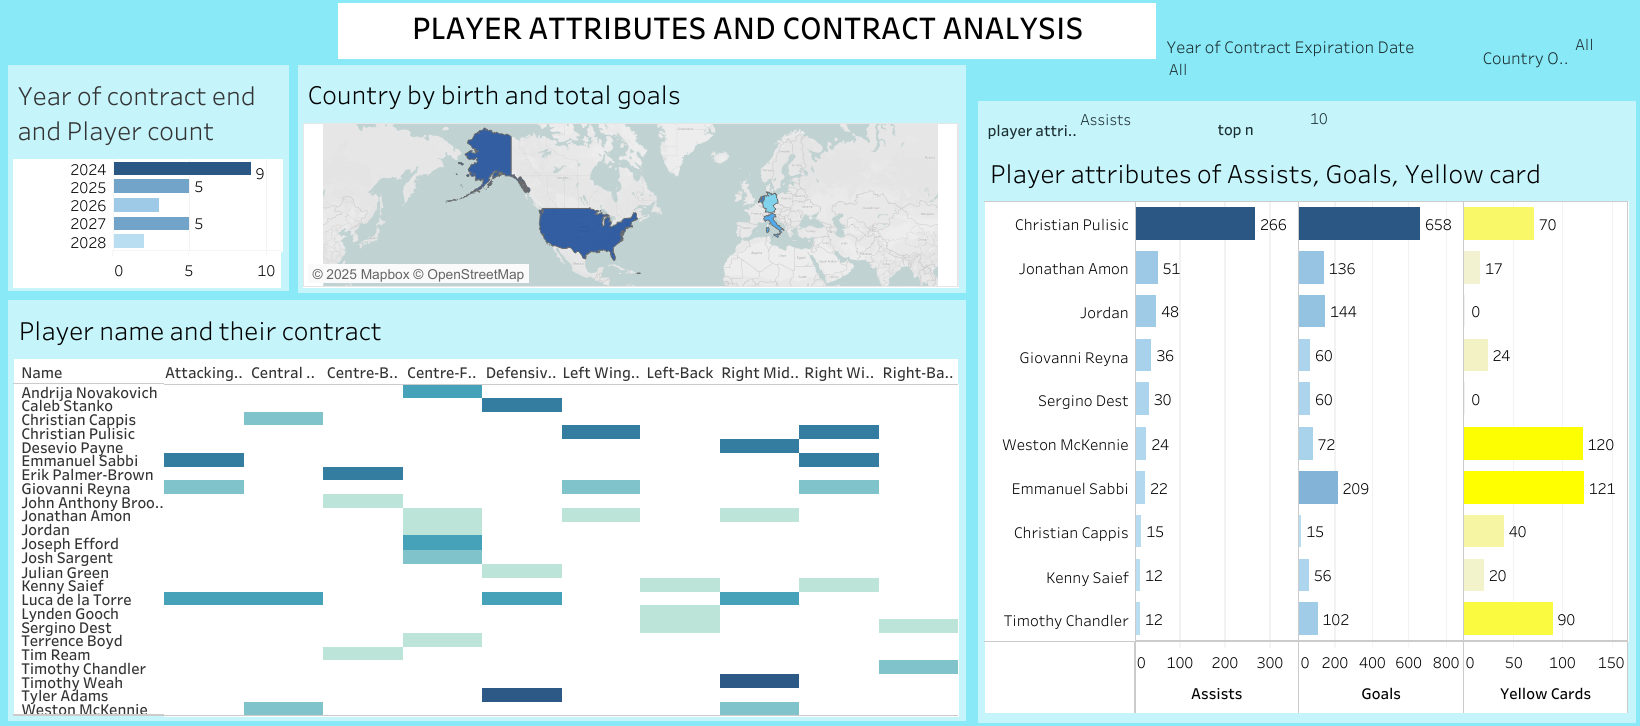 PLAYER ATTRIBUTES AND CONTRACT ANALYSIS
Year of Contract Expiration Date
All
Country O..
All
Year of contract end
and Player count
2024 9
2025 5
2026
2027 5
2028
0 5 10
Country by birth and total goals
© 2025 Mapbox © OpenStreetMap
Player name and their contract
Name Attacking.. Central .. Centre-B.. Centre-F.. Defensiv.. Left Wing.. Left-Back Right Mid.. Right Wi.. Right-Ba..
Andrija Novakovich
Caleb Stanko
Christian Cappis
Christian Pulisic
Desevio Payne
Emmanuel Sabbi
Erik Palmer-Brown
Giovanni Reyna
John Anthony Broo..
Jonathan Amon
Jordan
Joseph Efford
Josh Sargent
Julian Green
Kenny Saief
Luca de la Torre
Lynden Gooch
Sergino Dest
Terrence Boyd
Tim Ream
Timothy Chandler
Timothy Weah
Tyler Adams
Weston McKennie
player attri.. Assists
top n 10
Player attributes of Assists, Goals, Yellow card
Christian Pulisic 266 658 70
Jonathan Amon 51 136 17
Jordan 48 144 0
Giovanni Reyna 36 60 24
Sergino Dest 30 60 0
Weston McKennie 24 72 120
Emmanuel Sabbi 22 209 121
Christian Cappis 15 15 40
Kenny Saief 12 56 20
Timothy Chandler 12 102 90
0 100 200 300 0 200 400 600 800 0 50 100 150
Assists Goals Yellow Cards